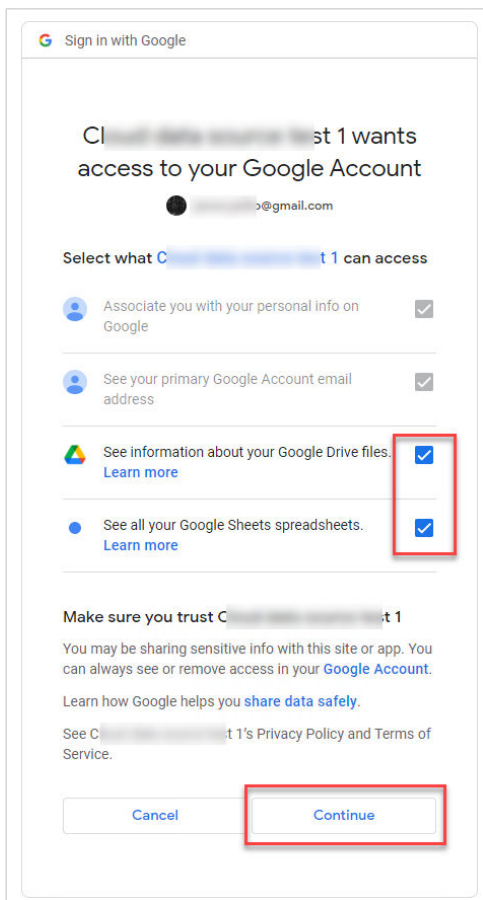 Sign in with Google
st 1 wants
access to your Google Account
@gmail.com
Select what C 1 can access
Associate you with your personal info on
Google
See your primary Google Account email
address
See information about your Google Drive files.
Learn more
See all your Google Sheets spreadsheets.
Learn more
Make sure you trust 1
You may be sharing sensitive info with this site or app. You
can always see or remove access in your Google Account.
Learn how Google helps you share data safely.
See 1's Privacy Policy and Terms of
Service.
Cancel
Continue